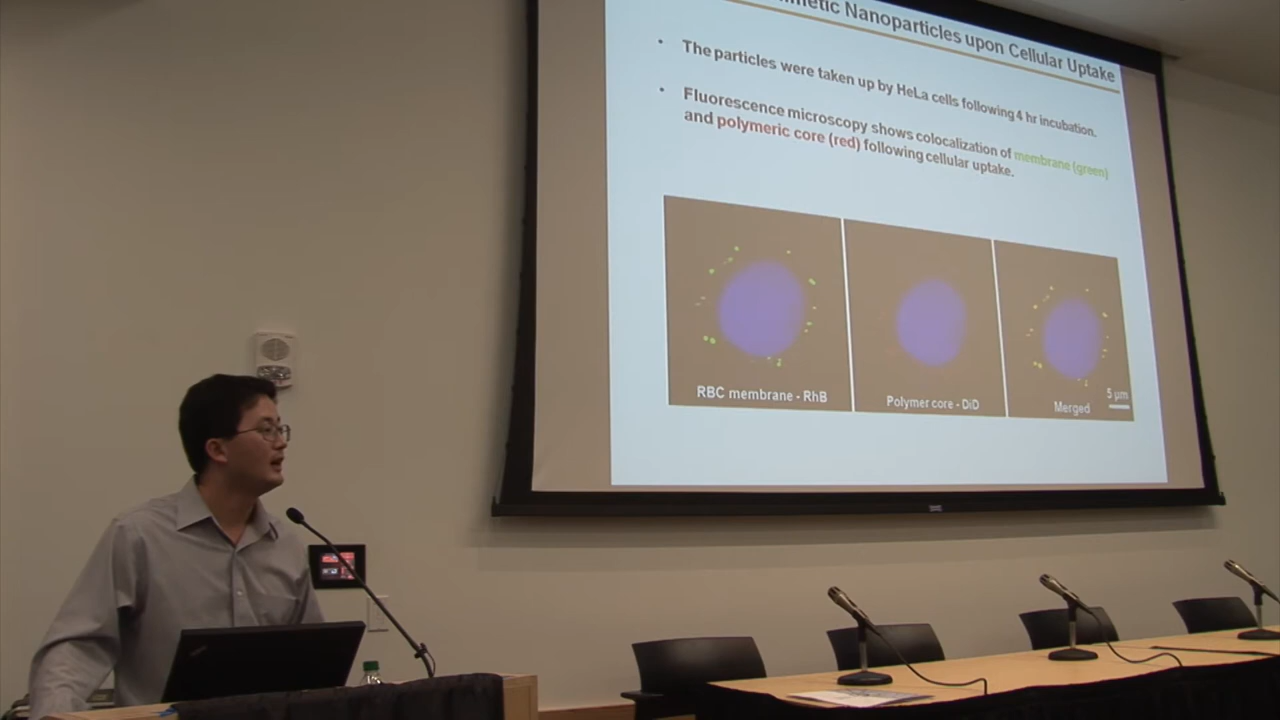 Nanoparticles upon Cellular Uptake
• The particles were taken up by HeLa cells following 4 hr incubation.
• Fluorescence microscopy shows colocalization of membrane (green)
and polymeric core (red) following cellular uptake.
RBC membrane - RhB
Polymer core - DiD
Merged
5 µm